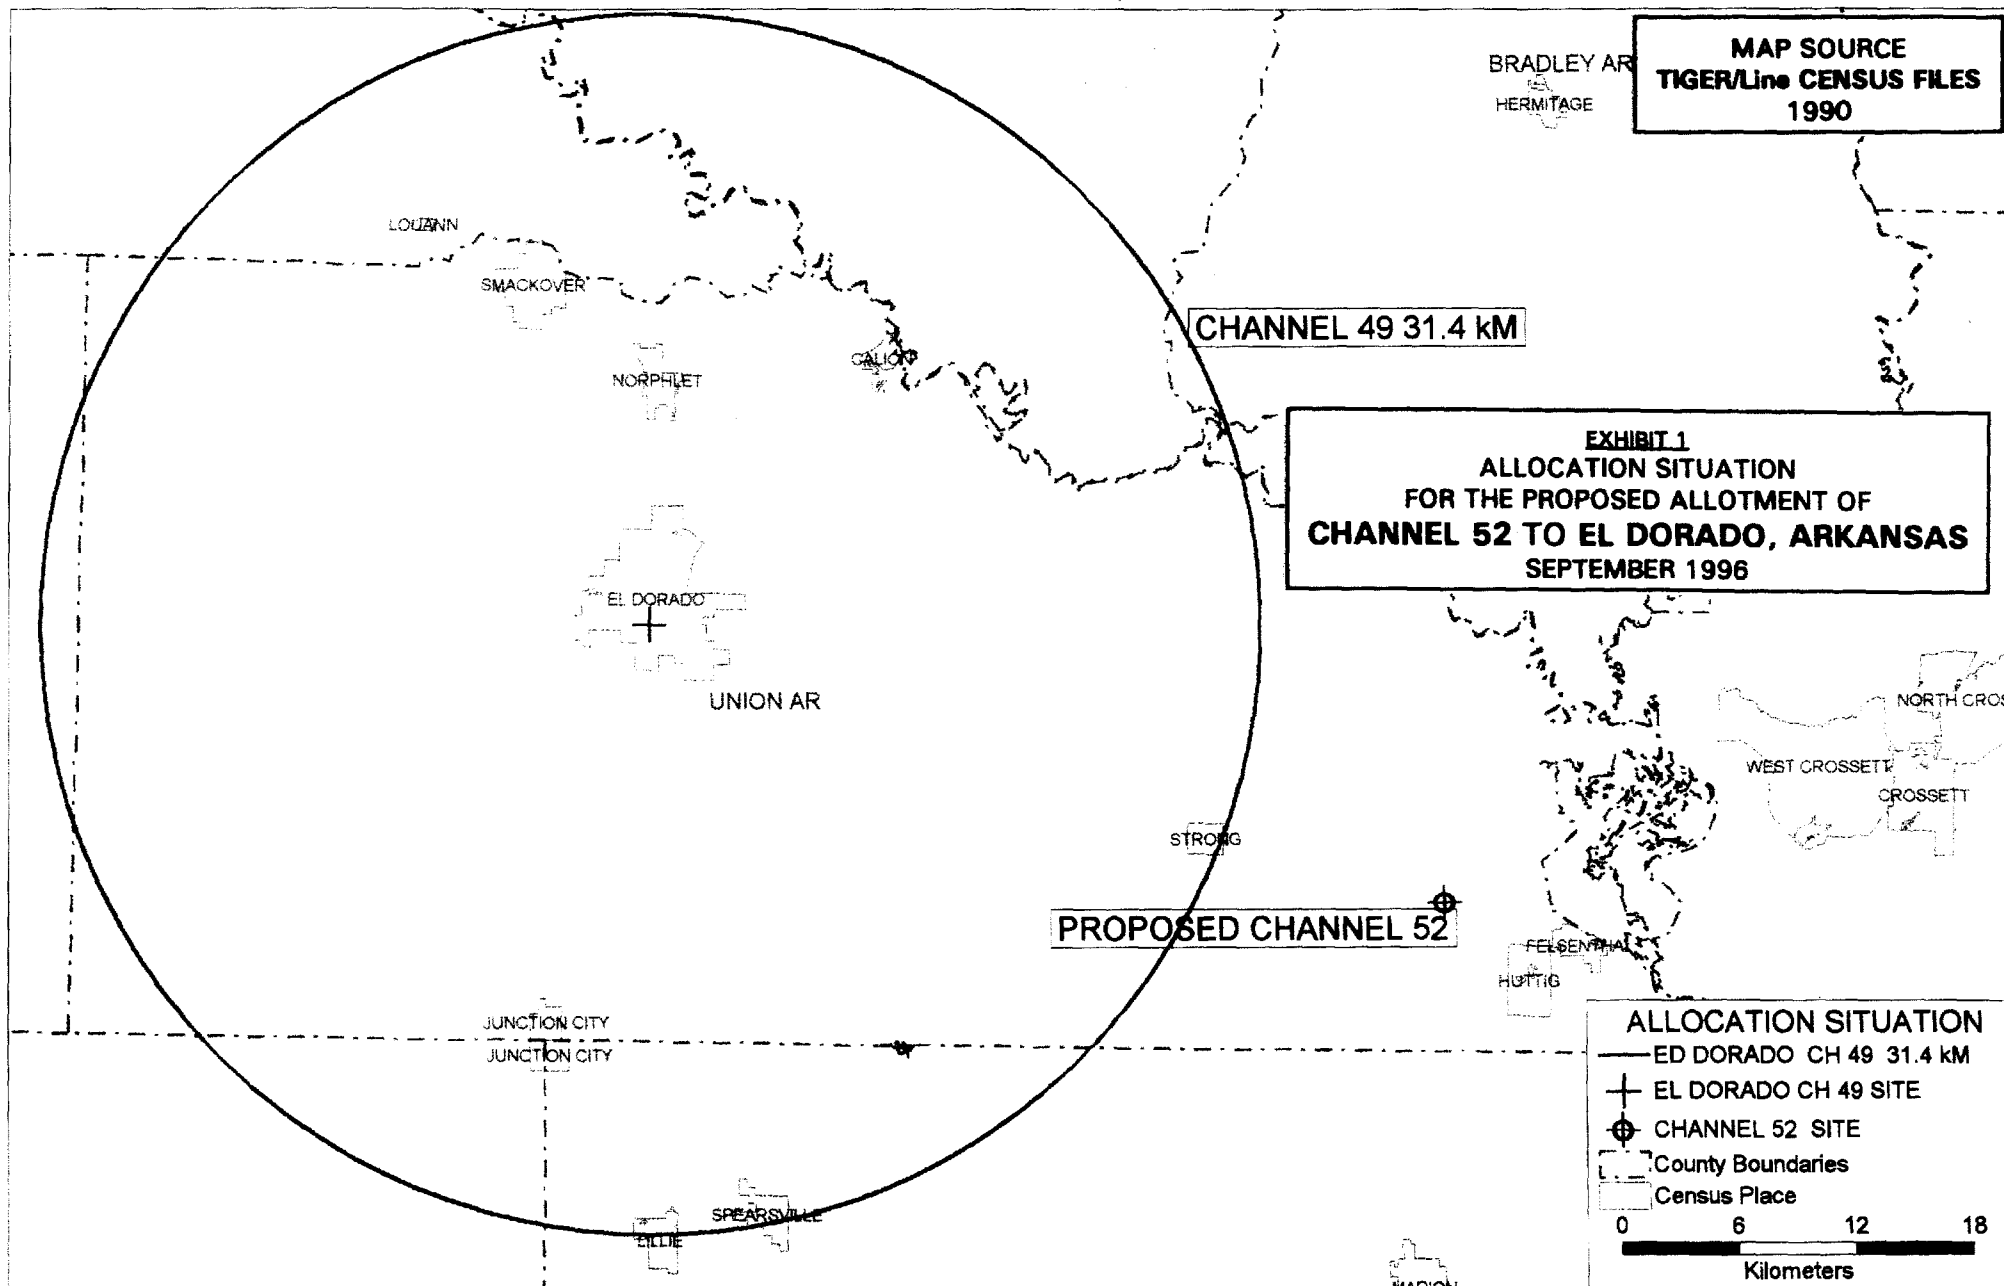 BRADLEY AR
HERMITAGE
MAP SOURCE
TIGER/Line CENSUS FILES
1990
SMACKOVER
CHANNEL 49 31.4 kM
NORPHLET
EXHIBIT 1
ALLOCATION SITUATION
FOR THE PROPOSED ALLOTMENT OF
CHANNEL 52 TO EL DORADO, ARKANSAS
SEPTEMBER 1996
EL DORADO
UNION AR
NORTH CROS
WEST CROSSETT
CROSSETT
STRONG
PROPOSED CHANNEL 52
HUTTIG
JUNCTION CITY
JUNCTION CITY
SPEARSVILLE
LILLIE
ALLOCATION SITUATION
ED DORADO CH 49 31.4 kM
EL DORADO CH 49 SITE
CHANNEL 52 SITE
County Boundaries
Census Place
0 6 12 18
Kilometers